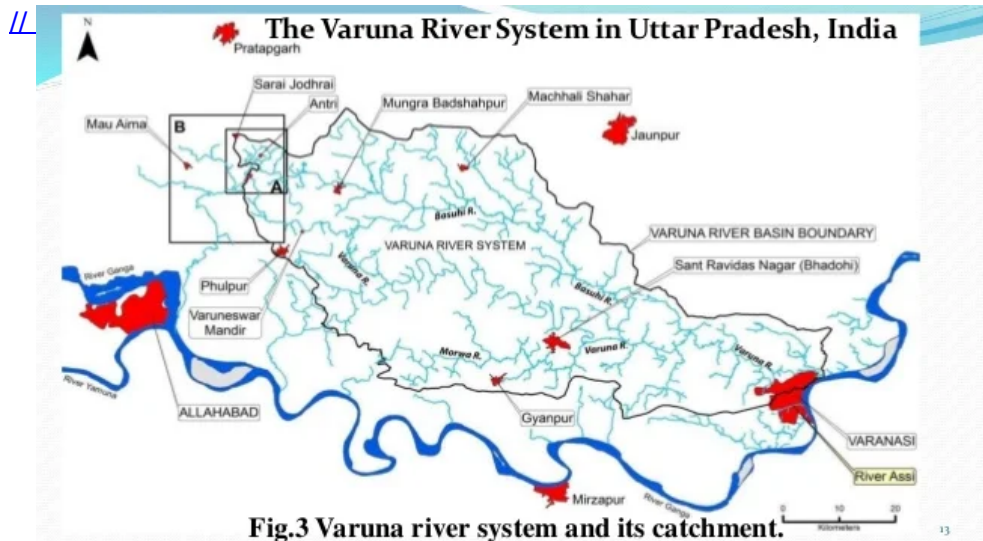 //
The Varuna River System in Uttar Pradesh, India
N
Pratapgarh
Sarai Jodhrai
Antri
Mungra Badshahpur
Machhali Shahar
Mau Aima
B
Jaunpur
A
Basuhi R.
VARUNA RIVER SYSTEM
VARUNA RIVER BASIN BOUNDARY
Sant Ravidas Nagar (Bhadohi)
River Ganga
Phulpur
Varuna R.
Basuhi R.
Varuneswar
Mandir
Morwa R.
Varuna R.
Varuna R.
River Yamuna
ALLAHABAD
Gyanpur
VARANASI
River Assi
Mirzapur
River Ganga
0 10 20
Kilometers
Fig.3 Varuna river system and its catchment.
13